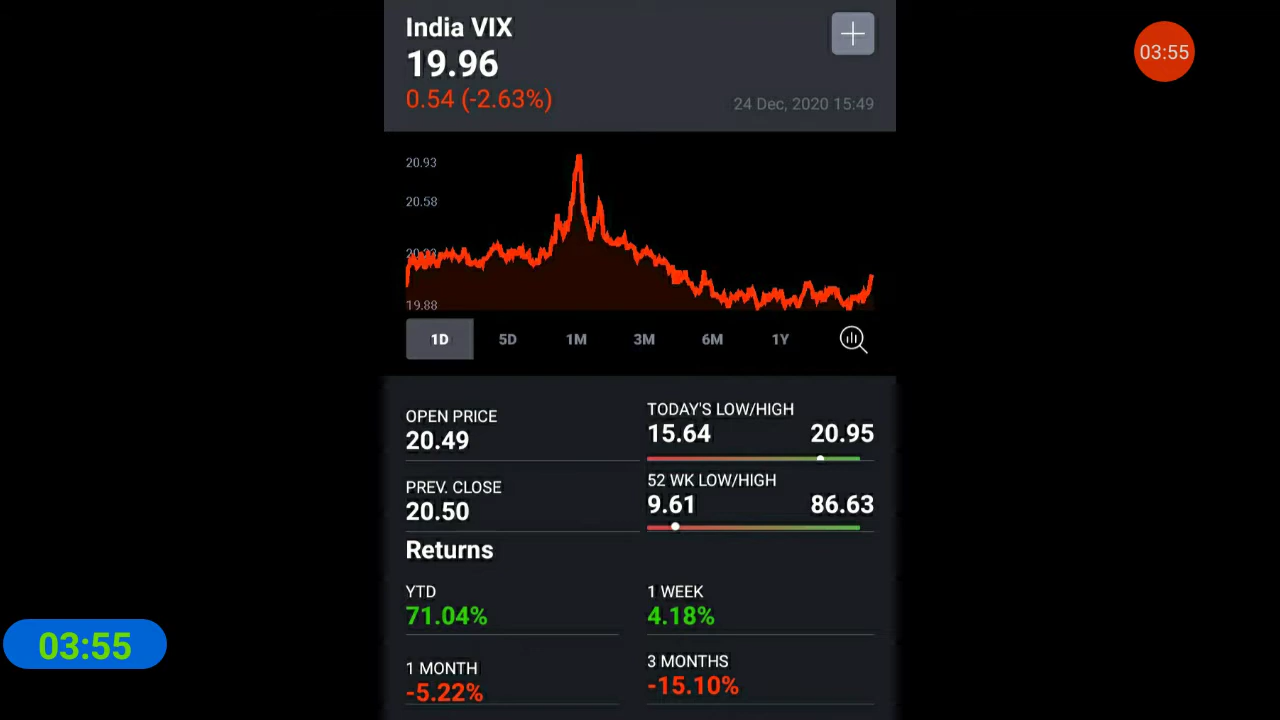 India VIX
19.96
0.54 (-2.63%)
24 Dec, 2020 15:49
03:55
20.93
20.58
19.88
1D 5D 1M 3M 6M 1Y
OPEN PRICE
20.49
TODAY'S LOW/HIGH
15.64 20.95
PREV. CLOSE
20.50
52 WK LOW/HIGH
9.61 86.63
Returns
YTD
71.04%
1 WEEK
4.18%
03:55
1 MONTH
-5.22%
3 MONTHS
-15.10%